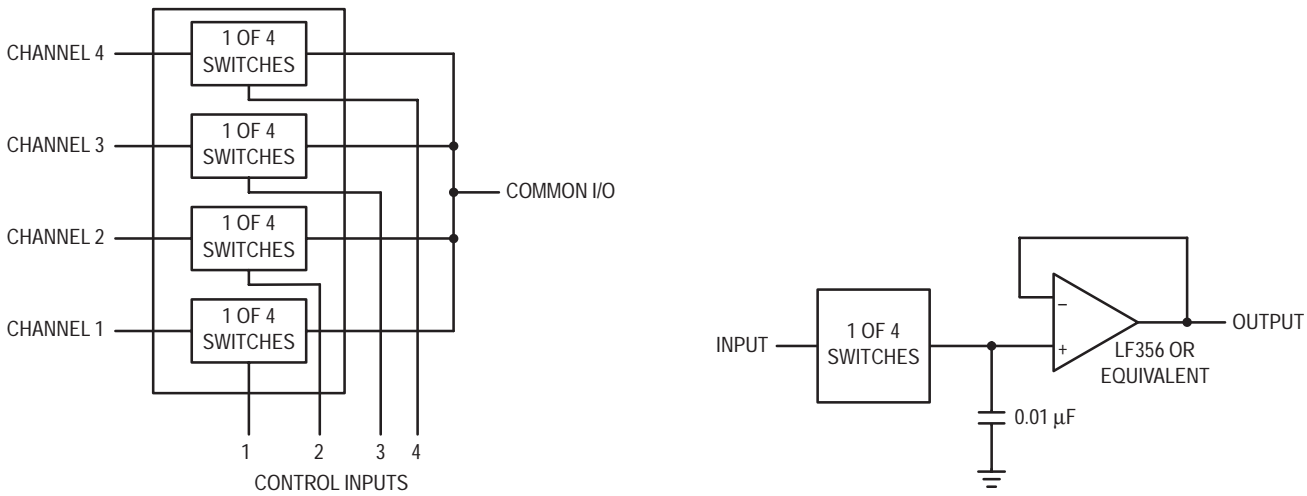 CHANNEL 4
1 OF 4
SWITCHES
CHANNEL 3
1 OF 4
SWITCHES
COMMON I/O
CHANNEL 2
1 OF 4
SWITCHES
CHANNEL 1
1 OF 4
SWITCHES
1 2 3 4
CONTROL INPUTS
INPUT
1 OF 4
SWITCHES
−
+
OUTPUT
LF356 OR
EQUIVALENT
0.01 µF